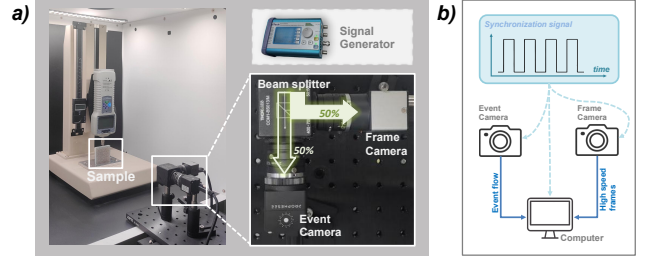 a)
Signal
Generator
Beam splitter
50%
Frame
Camera
50%
Sample
Event
Camera
b)
Synchronization signal
time
Event
Camera
Frame
Camera
Event flow
High speed
frames
Computer